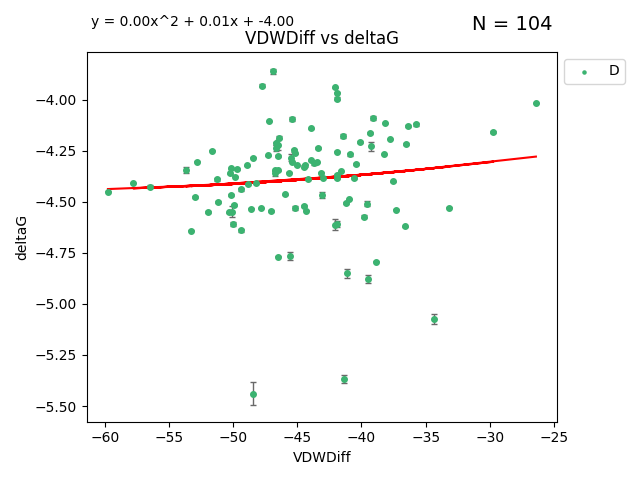 y = 0.00x^2 + 0.01x + -4.00
N = 104
VDWDiff vs deltaG
D
−4.00
−4.25
−4.50
−4.75
−5.00
−5.25
−5.50
deltaG
−60 −55 −50 −45 −40 −35 −30 −25
VDWDiff